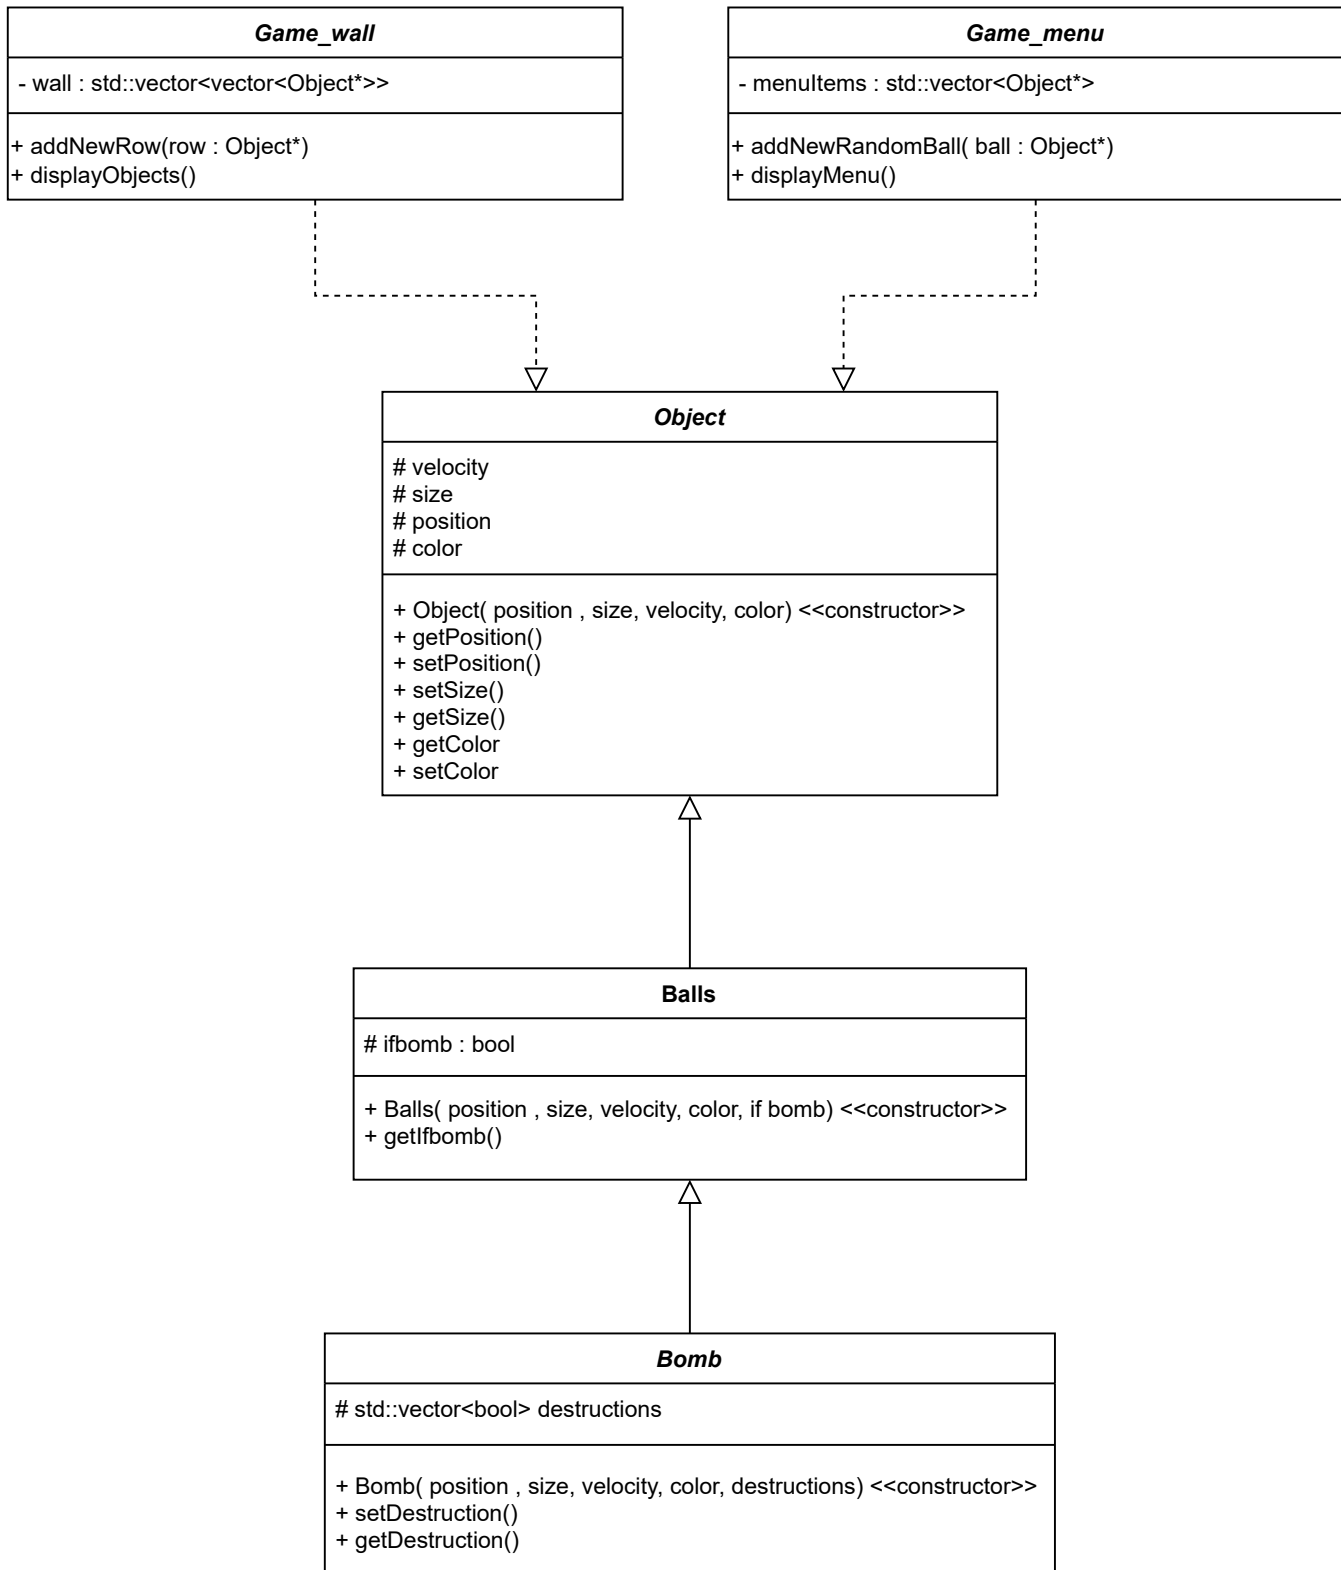 Game_wall
- wall : std::vector<vector<Object*>>
+ addNewRow(row : Object*)
+ displayObjects()
Game_menu
- menuItems : std::vector<Object*>
+ addNewRandomBall( ball : Object*)
+ displayMenu()
Object
# velocity
# size
# position
# color
+ Object( position , size, velocity, color) <<constructor>>
+ getPosition()
+ setPosition()
+ setSize()
+ getSize()
+ getColor
+ setColor
Balls
# ifbomb : bool
+ Balls( position , size, velocity, color, if bomb) <<constructor>>
+ getIfbomb()
Bomb
# std::vector<bool> destructions
+ Bomb( position , size, velocity, color, destructions) <<constructor>>
+ setDestruction()
+ getDestruction()